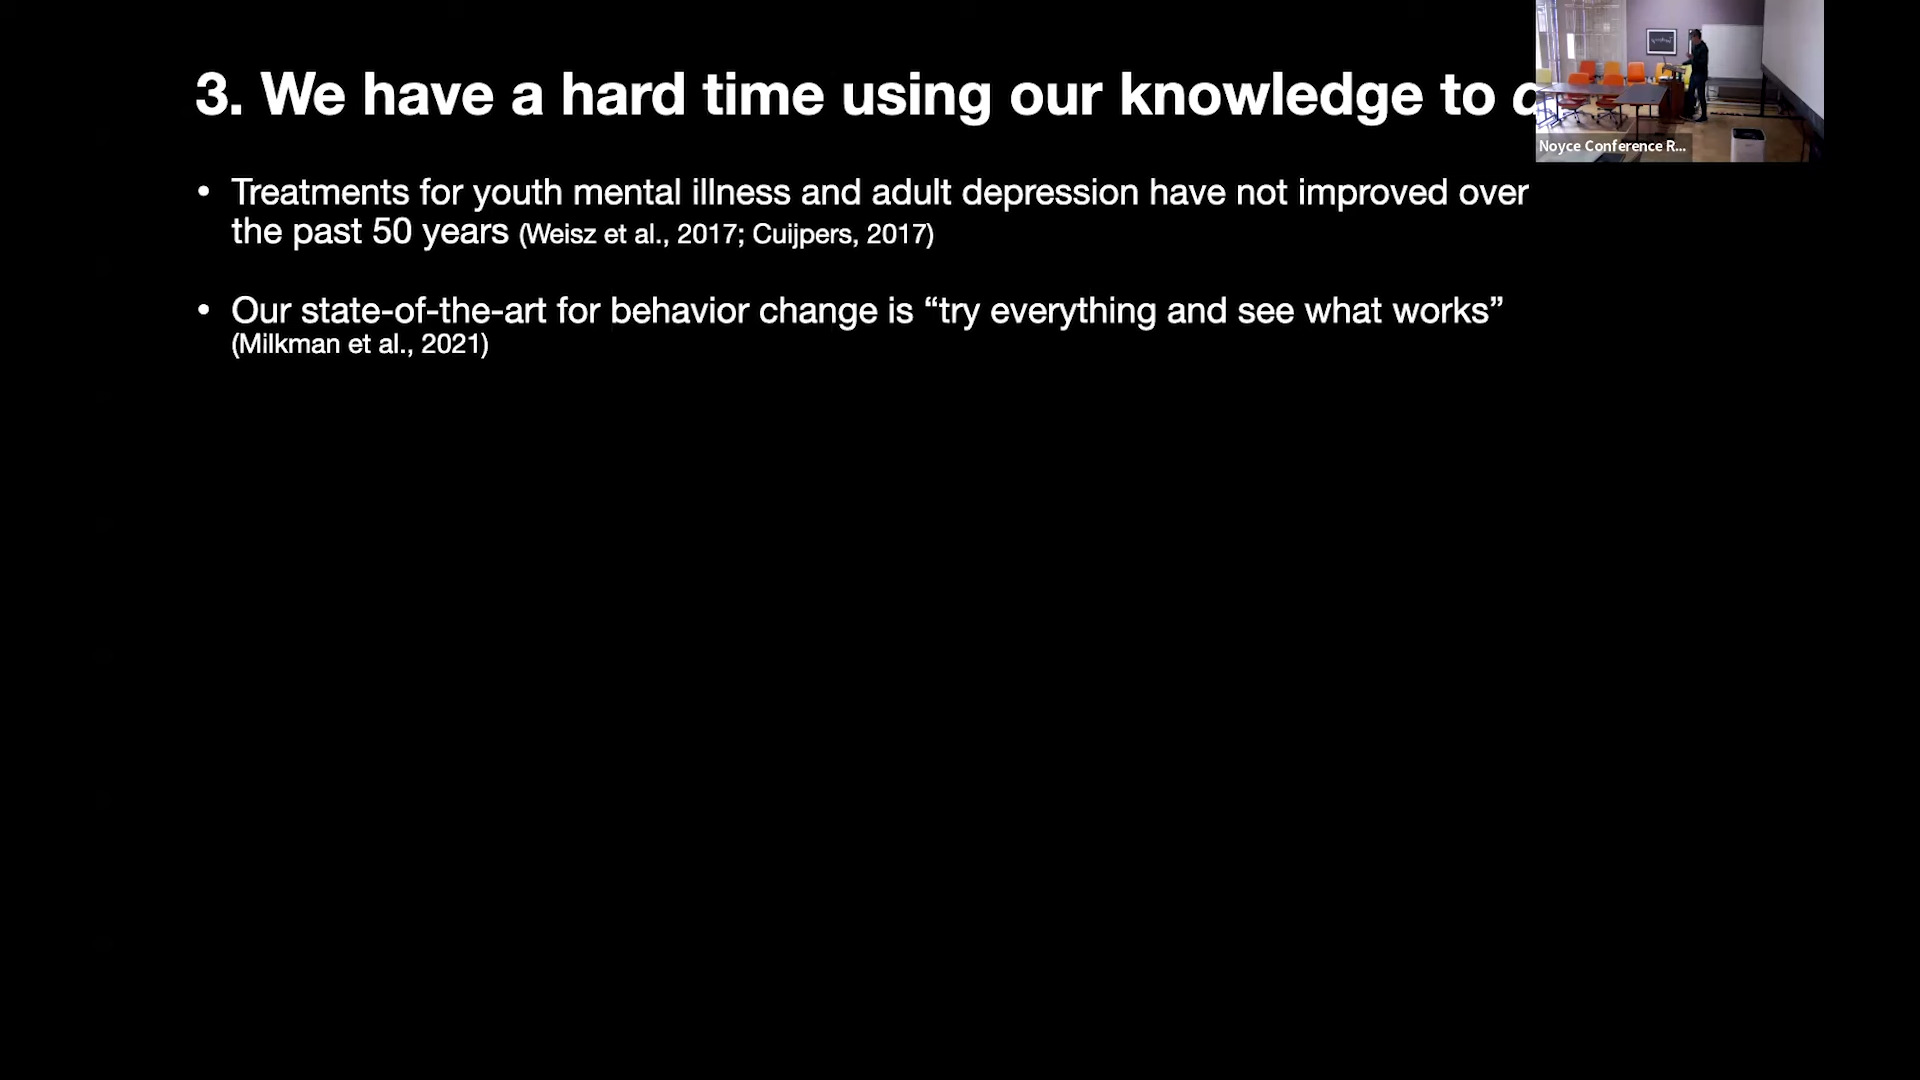 3. We have a hard time using our knowledge to
• Treatments for youth mental illness and adult depression have not improved over
the past 50 years (Weisz et al., 2017; Cuijpers, 2017)
• Our state-of-the-art for behavior change is “try everything and see what works”
(Milkman et al., 2021)
Noyce Conference R...